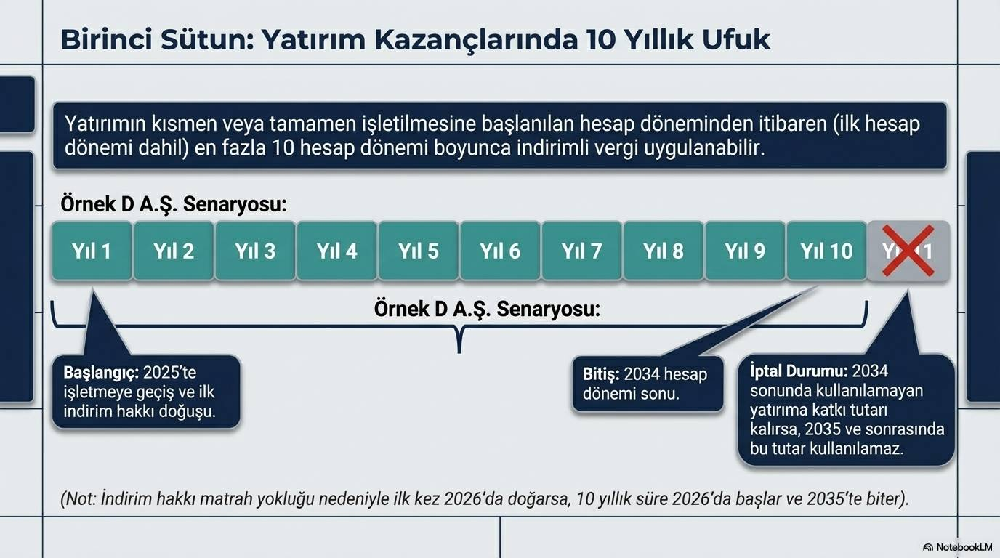 Birinci Sütun: Yatırım Kazançlarında 10 Yıllık Ufuk
Yatırımın kısmen veya tamamen işletilmesine başlanılan hesap döneminden itibaren (ilk hesap
dönemi dahil) en fazla 10 hesap dönemi boyunca indirimli vergi uygulanabilir.
Örnek D A.Ş. Senaryosu:
Yıl 1 Yıl 2 Yıl 3 Yıl 4 Yıl 5 Yıl 6 Yıl 7 Yıl 8 Yıl 9 Yıl 10 Yıl 11
Örnek D A.Ş. Senaryosu:
Başlangıç: 2025'te
işletmeye geçiş ve ilk
indirim hakkı doğuşu.
Bitiş: 2034 hesap
dönemi sonu.
İptal Durumu: 2034
sonunda kullanılamayan
yatırıma katkı tutarı
kalırsa, 2035 ve sonrasında
bu tutar kullanılamaz.
(Not: İndirim hakkı matrah yokluğu nedeniyle ilk kez 2026'da doğarsa, 10 yıllık süre 2026'da başlar ve 2035'te biter).
NotebookLM